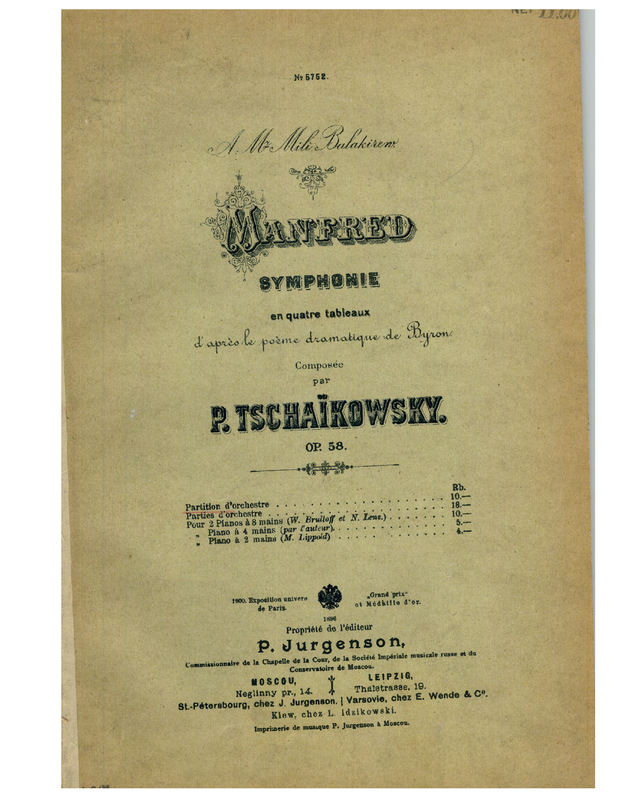 № 5752.
A Mr Mili Balakirew.
MANFRED
SYMPHONIE
en quatre tableaux
d'après le poème dramatique de Byron
Composée
par
P. TSCHAÏKOWSKY.
OP. 58.
Rb.
Partition d'orchestre . . . . . . . . . . . . . . . . 10.—
Parties d'orchestre . . . . . . . . . . . . . . . . 18.—
Pour 2 Pianos à 8 mains (W. Brulloff et N. Lenz.) . . . . . . 10.—
„ Piano à 4 mains (par l'auteur). . . . . . . . . . . 5.—
„ Piano à 2 mains (M. Lippold) . . . . . . . . . . . 4.—
1900. Exposition univers
de Paris.
„Grand prix"
et Médaille d'or.
1896
Propriété de l'éditeur
P. Jurgenson,
Commissionnaire de la Chapelle de la Cour, de la Société Impériale musicale russe et du
Conservatoire de Moscou.
MOSCOU, LEIPZIG,
Neglinny pr., 14. Thalstrasse, 19.
St.-Pétersbourg, chez J. Jurgenson. | Varsovie, chez E. Wende & Co.
Kiew, chez L. Idzikowski.
Imprimerie de musique P. Jurgenson à Moscou.